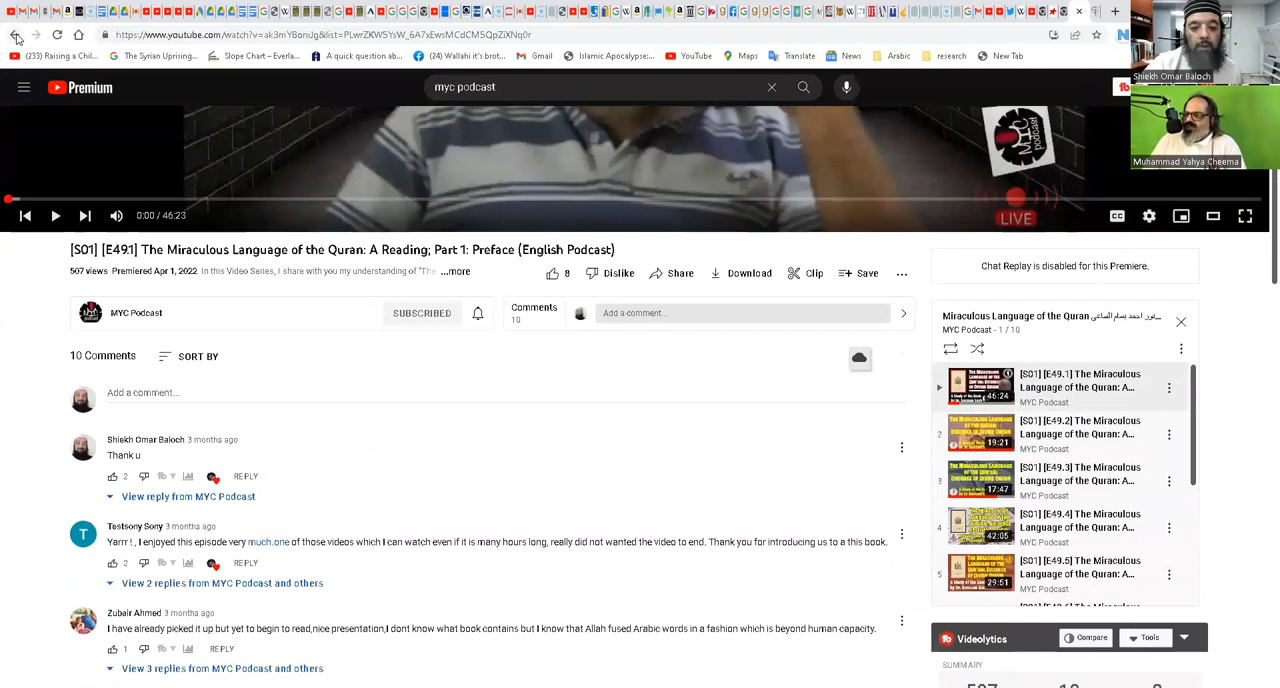 https://www.youtube.com/watch?v=ak3mYBaniJg&list=PLwrZKW5YsW_6A7xEwsMCdCM5QpZiXNq0r
(233) Raising a Chil...
The Syrian Uprising...
Slope Chart – Everla...
A quick question ab...
(24) Wallahi it's brot...
Gmail
Islamic Apocalypse:...
YouTube
Maps
Translate
News
Arabic
research
New Tab
Shiekh Omar Baloch
Premium
myc podcast
MYC podcast
LIVE
Muhammad Yahya Cheema
0:00 / 46:23
CC
[S01] [E49.1] The Miraculous Language of the Quran: A Reading; Part 1: Preface (English Podcast)
507 views Premiered Apr 1, 2022 In this Video Series, I share with you my understanding of "The ...more
8 Dislike Share Download Clip Save
Chat Replay is disabled for this Premiere.
MYC Podcast
SUBSCRIBED
Comments
10
Add a comment...
Miraculous Language of the Quran
MYC Podcast - 1 / 10
10 Comments SORT BY
Add a comment...
[S01] [E49.1] The Miraculous
Language of the Quran: A...
MYC Podcast
46:24
2
[S01] [E49.2] The Miraculous
Language of the Quran: A...
MYC Podcast
19:21
3
[S01] [E49.3] The Miraculous
Language of the Quran: A...
MYC Podcast
17:47
4
[S01] [E49.4] The Miraculous
Language of the Quran: A...
MYC Podcast
42:05
5
[S01] [E49.5] The Miraculous
Language of the Quran: A...
MYC Podcast
29:51
Shiekh Omar Baloch 3 months ago
Thank u
2 REPLY
View reply from MYC Podcast
T
Testsony Sony 3 months ago
Yarrr ! , I enjoyed this episode very much,one of those videos which I can watch even if it is many hours long, really did not wanted the video to end. Thank you for introducing us to a this book.
2 REPLY
View 2 replies from MYC Podcast and others
Zubair Ahmed 3 months ago
I have already picked it up but yet to begin to read,nice presentation,I dont know what book contains but I know that Allah fused Arabic words in a fashion which is beyond human capacity.
1 REPLY
View 3 replies from MYC Podcast and others
Videolytics
Compare
Tools
SUMMARY